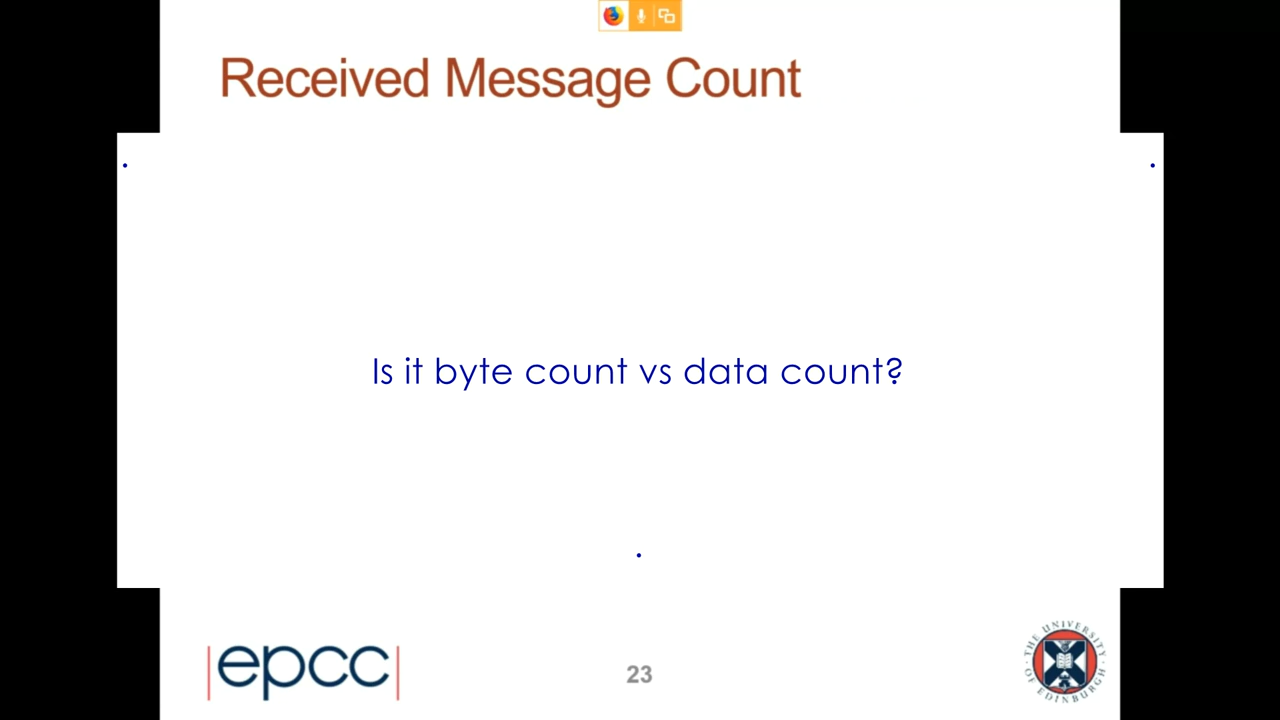 Received Message Count
Is it byte count vs data count?
epcc
23
THE UNIVERSITY OF EDINBURGH